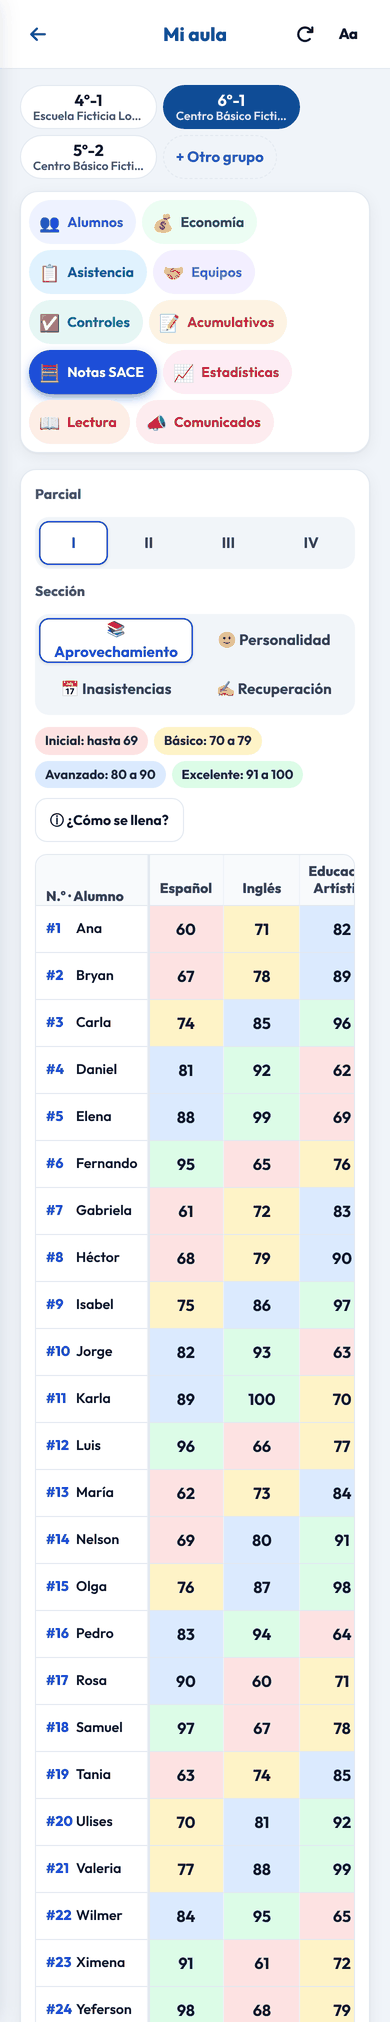 Mi aula
Aa
4º-1
Escuela Ficticia Lo...
6º-1
Centro Básico Ficti...
5º-2
Centro Básico Ficti...
+ Otro grupo
Alumnos
Economía
Asistencia
Equipos
Controles
Acumulativos
Notas SACE
Estadísticas
Lectura
Comunicados
Parcial
I
II
III
IV
Sección
Aprovechamiento
Personalidad
Inasistencias
Recuperación
Inicial: hasta 69
Básico: 70 a 79
Avanzado: 80 a 90
Excelente: 91 a 100
ⓘ ¿Cómo se llena?
N.º · Alumno Español Inglés Educac
Artísti
#1 Ana 60 71 82
#2 Bryan 67 78 89
#3 Carla 74 85 96
#4 Daniel 81 92 62
#5 Elena 88 99 69
#6 Fernando 95 65 76
#7 Gabriela 61 72 83
#8 Héctor 68 79 90
#9 Isabel 75 86 97
#10 Jorge 82 93 63
#11 Karla 89 100 70
#12 Luis 96 66 77
#13 María 62 73 84
#14 Nelson 69 80 91
#15 Olga 76 87 98
#16 Pedro 83 94 64
#17 Rosa 90 60 71
#18 Samuel 97 67 78
#19 Tania 63 74 85
#20 Ulises 70 81 92
#21 Valeria 77 88 99
#22 Wilmer 84 95 65
#23 Ximena 91 61 72
#24 Yeferson 98 68 79